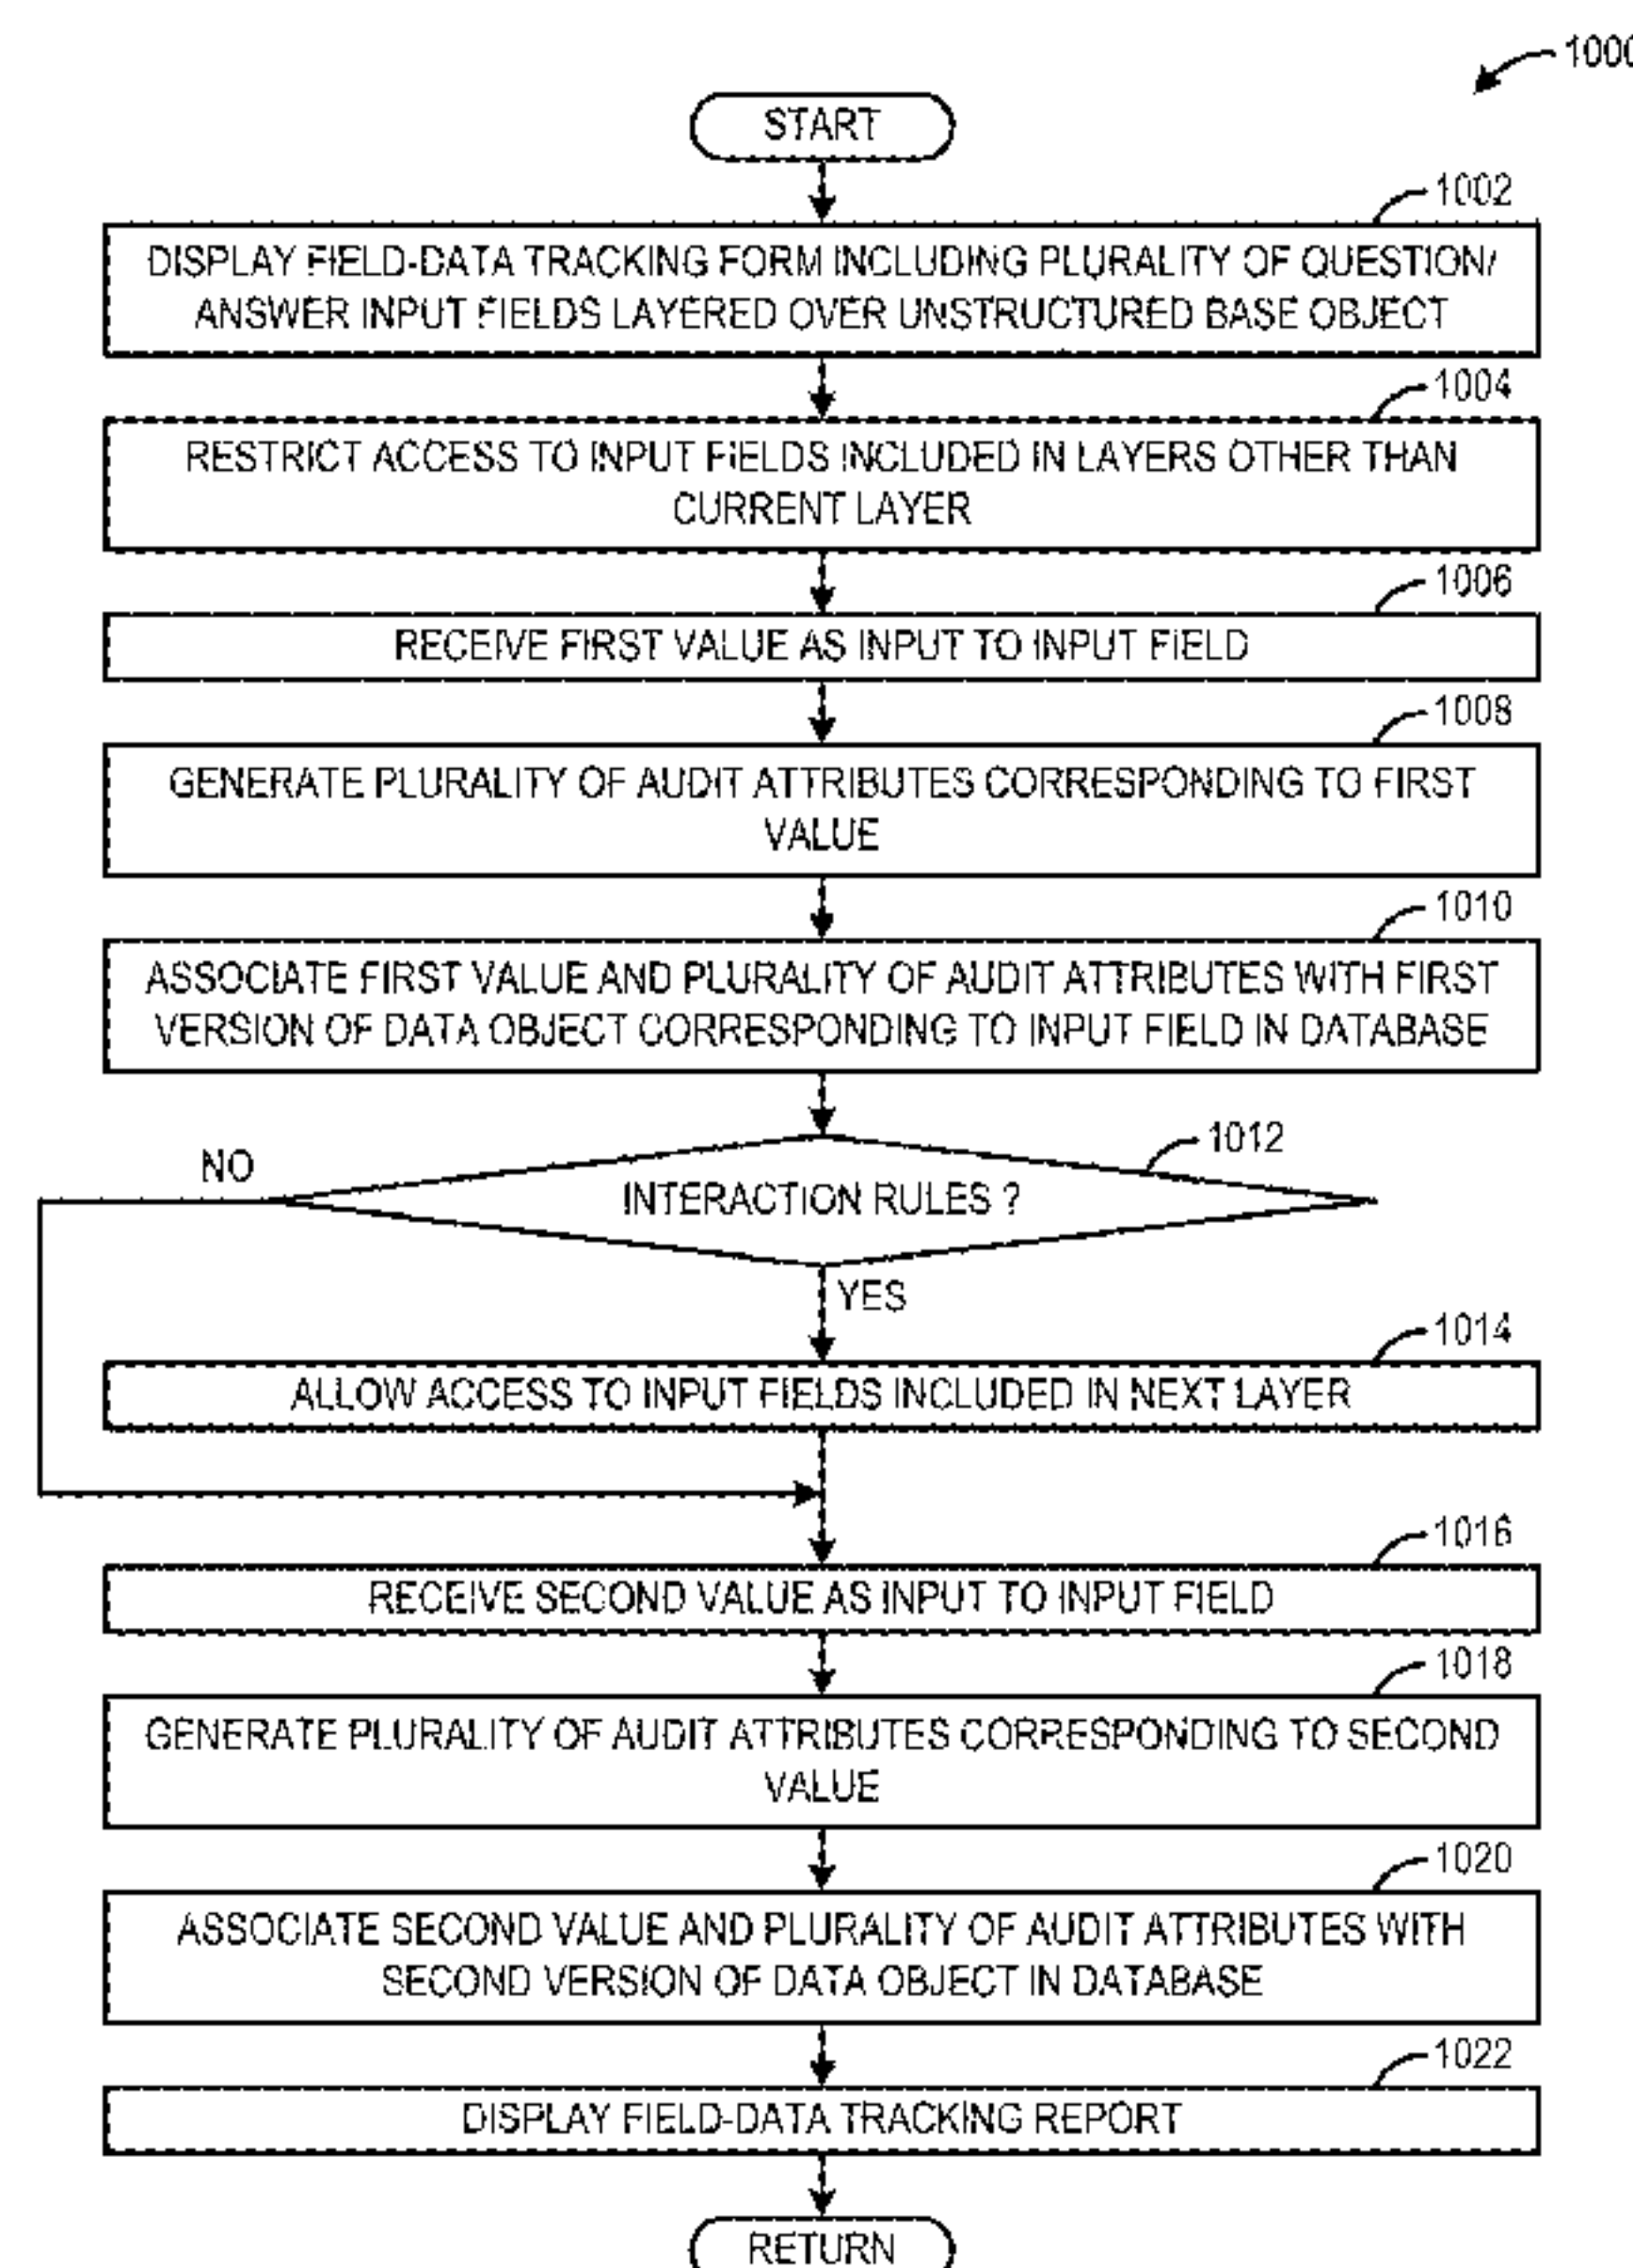 1000
START
1002
DISPLAY FIELD-DATA TRACKING FORM INCLUDING PLURALITY OF QUESTION/
ANSWER INPUT FIELDS LAYERED OVER UNSTRUCTURED BASE OBJECT
1004
RESTRICT ACCESS TO INPUT FIELDS INCLUDED IN LAYERS OTHER THAN
CURRENT LAYER
1006
RECEIVE FIRST VALUE AS INPUT TO INPUT FIELD
1008
GENERATE PLURALITY OF AUDIT ATTRIBUTES CORRESPONDING TO FIRST
VALUE
1010
ASSOCIATE FIRST VALUE AND PLURALITY OF AUDIT ATTRIBUTES WITH FIRST
VERSION OF DATA OBJECT CORRESPONDING TO INPUT FIELD IN DATABASE
1012
NO
INTERACTION RULES ?
YES
1014
ALLOW ACCESS TO INPUT FIELDS INCLUDED IN NEXT LAYER
1016
RECEIVE SECOND VALUE AS INPUT TO INPUT FIELD
1018
GENERATE PLURALITY OF AUDIT ATTRIBUTES CORRESPONDING TO SECOND
VALUE
1020
ASSOCIATE SECOND VALUE AND PLURALITY OF AUDIT ATTRIBUTES WITH
SECOND VERSION OF DATA OBJECT IN DATABASE
1022
DISPLAY FIELD-DATA TRACKING REPORT
RETURN